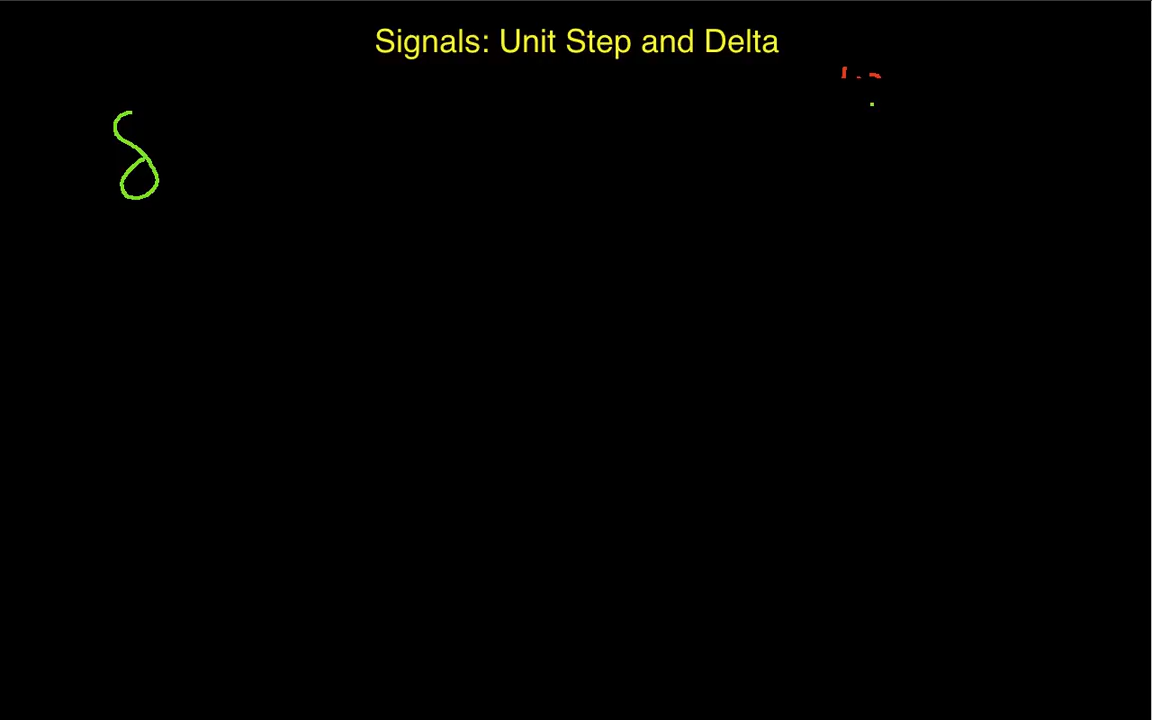 Signals: Unit Step and Delta
δ